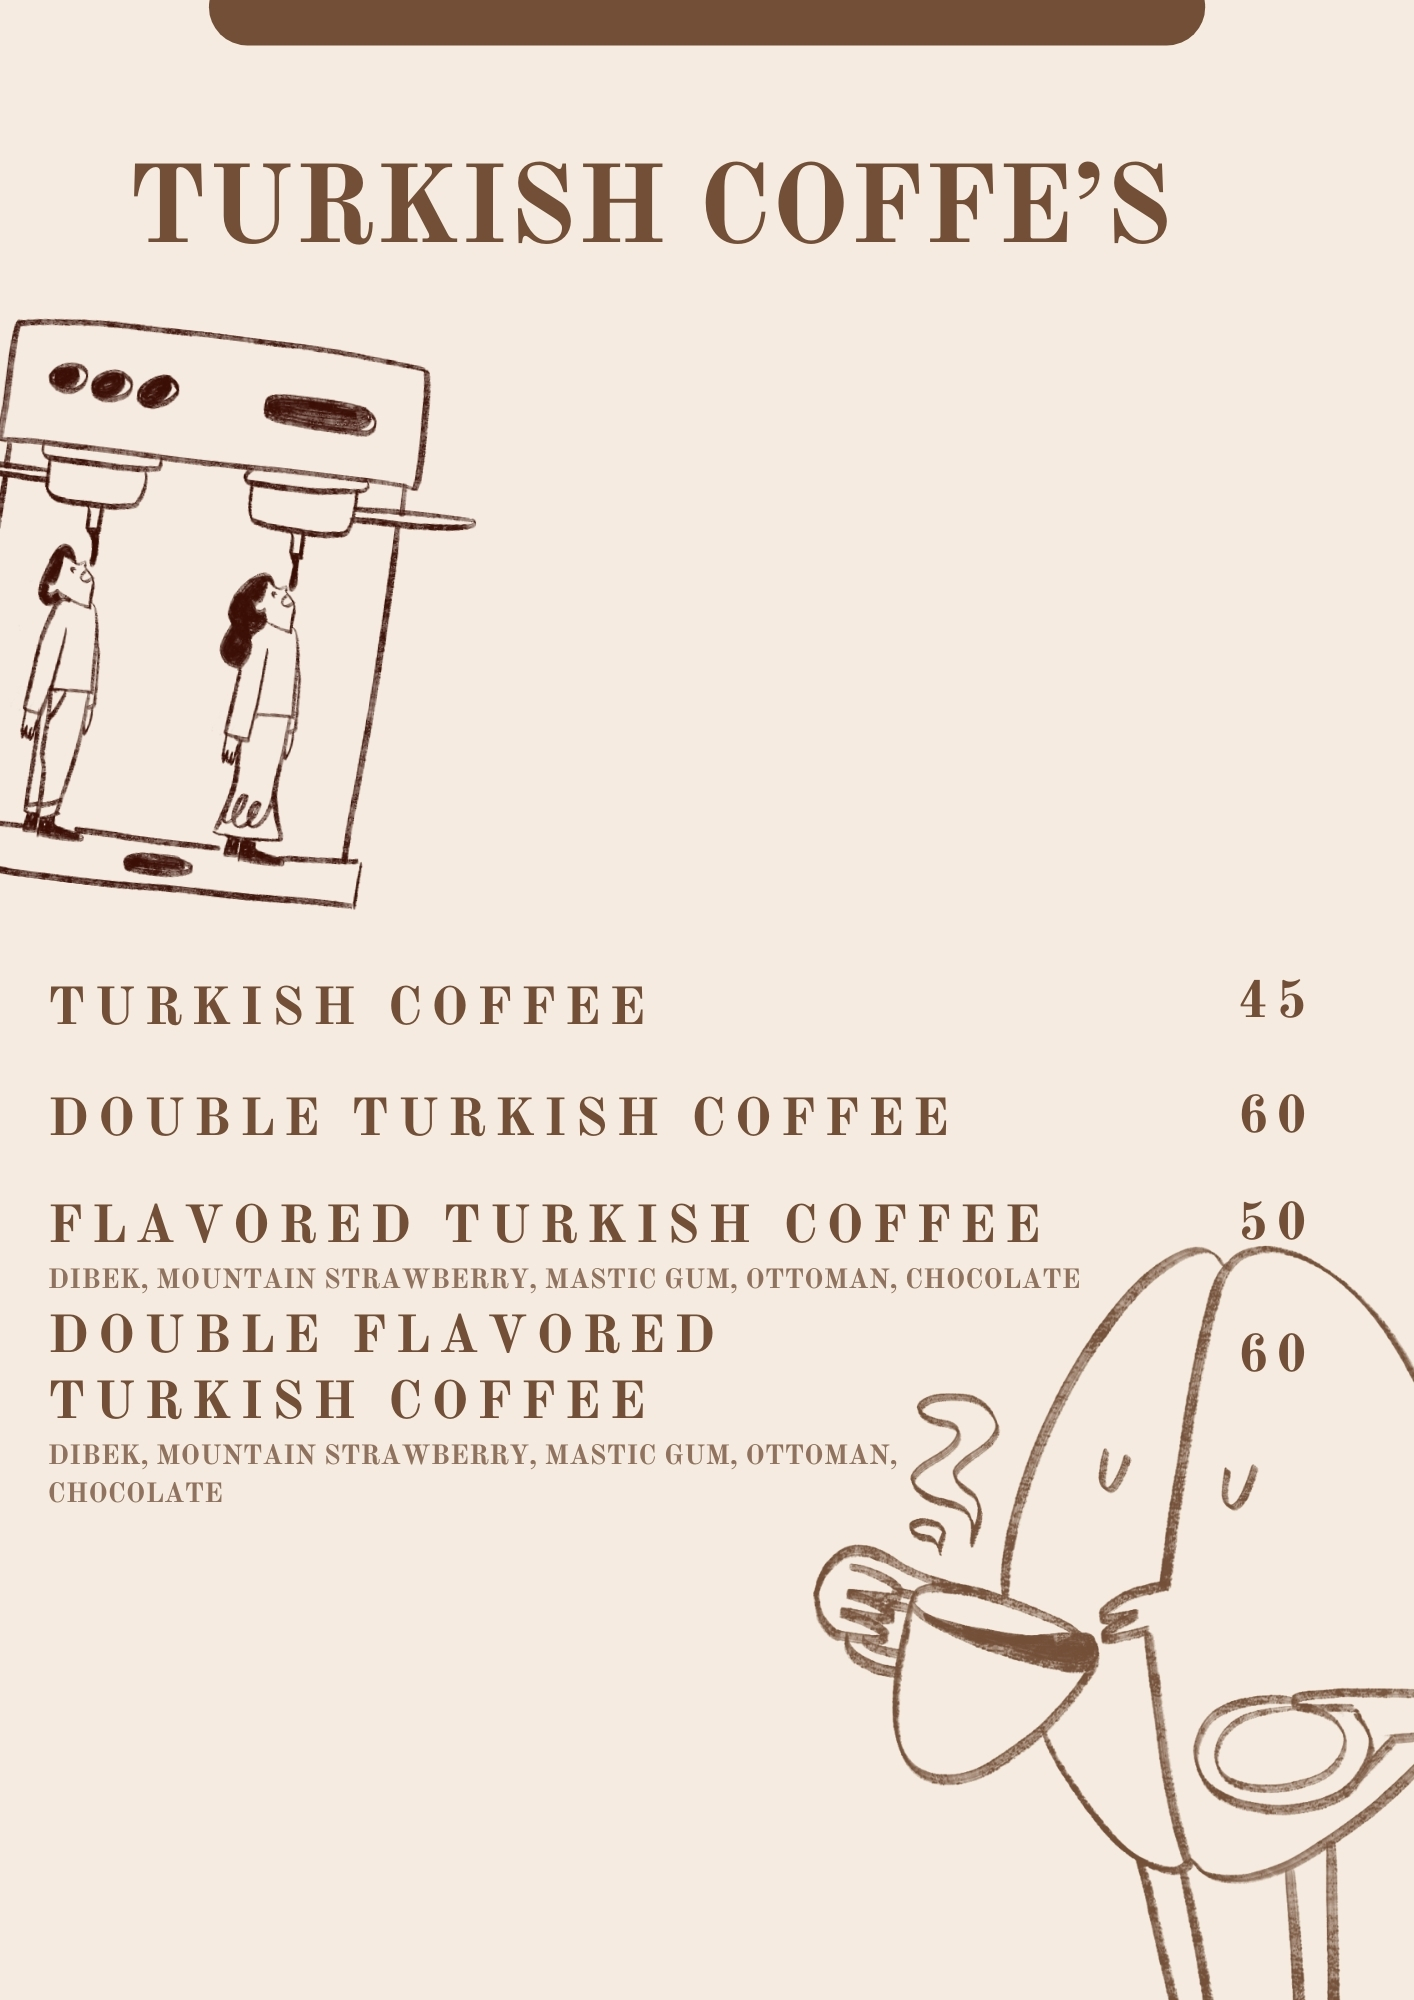 TURKISH COFFE’S
TURKISH COFFEE 45
DOUBLE TURKISH COFFEE 60
FLAVORED TURKISH COFFEE 50
DIBEK, MOUNTAIN STRAWBERRY, MASTIC GUM, OTTOMAN, CHOCOLATE
DOUBLE FLAVORED 60
TURKISH COFFEE
DIBEK, MOUNTAIN STRAWBERRY, MASTIC GUM, OTTOMAN,
CHOCOLATE